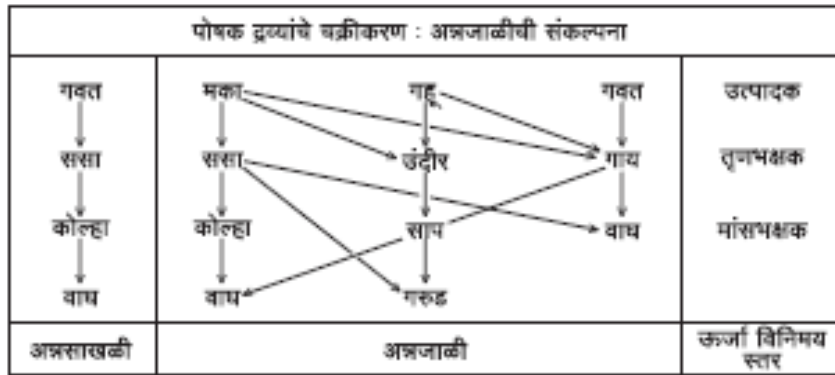 पोषक द्रव्यांचे चक्रीकरण : अन्नजाळीची संकल्पना
गवत मका गहू गवत उत्पादक
ससा ससा उंदीर गाय तृणभक्षक
कोल्हा कोल्हा साप वाघ मांसभक्षक
वाघ वाघ गरुड
अन्नसाखळी अन्नजाळी ऊर्जा विनिमय
स्तर